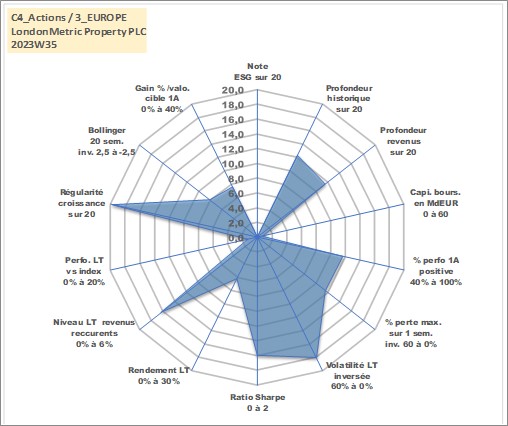 C4_Actions / 3_EUROPE
LondonMetric Property PLC
2023W35
Note
ESG sur 20
Profondeur
historique
sur 20
Profondeur
revenus
sur 20
Capi. bours.
en MdEUR
0 à 60
% perfo 1A
positive
40% à 100%
% perte max.
sur 1 sem.
inv. 60 à 0%
Volatilité LT
inversée
60% à 0%
Ratio Sharpe
0 à 2
Rendement LT
0% à 30%
Niveau LT revenus
reccurents
0% à 6%
Perfo. LT
vs index
0% à 20%
Régularité
croissance
sur 20
Bollinger
20 sem.
inv. 2,5 à -2,5
Gain % /valo.
cible 1A
0% à 40%
20,0
18,0
16,0
14,0
12,0
10,0
8,0
6,0
4,0
2,0
0,0